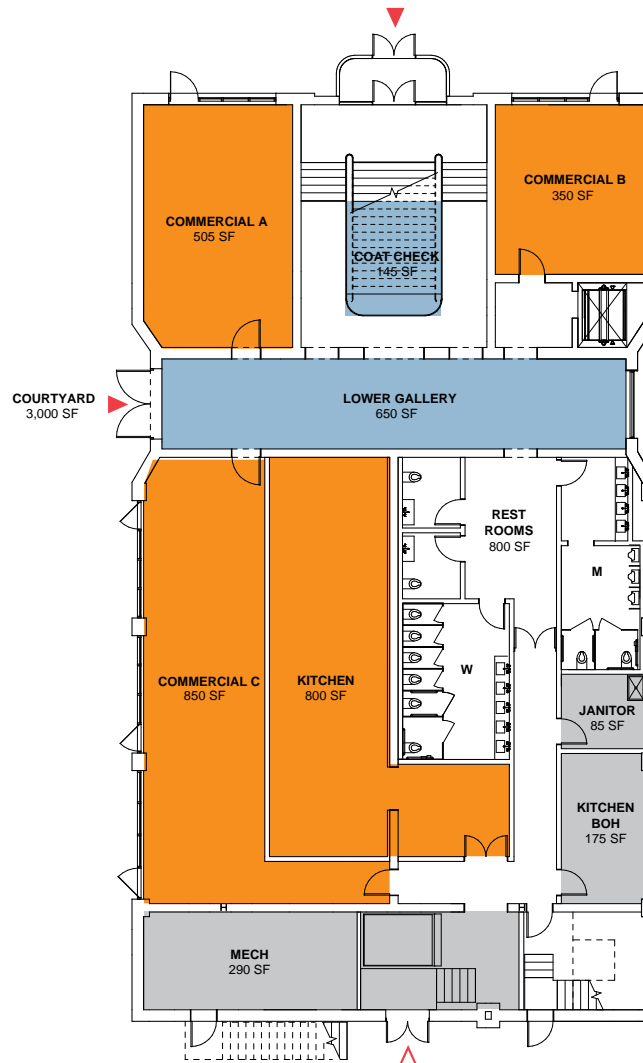 COMMERCIAL A
505 SF
COMMERCIAL B
350 SF
COAT CHECK
145 SF
COURTYARD
3,000 SF
LOWER GALLERY
650 SF
REST
ROOMS
800 SF
M
COMMERCIAL C
850 SF
KITCHEN
800 SF
W
JANITOR
85 SF
KITCHEN
BOH
175 SF
MECH
290 SF